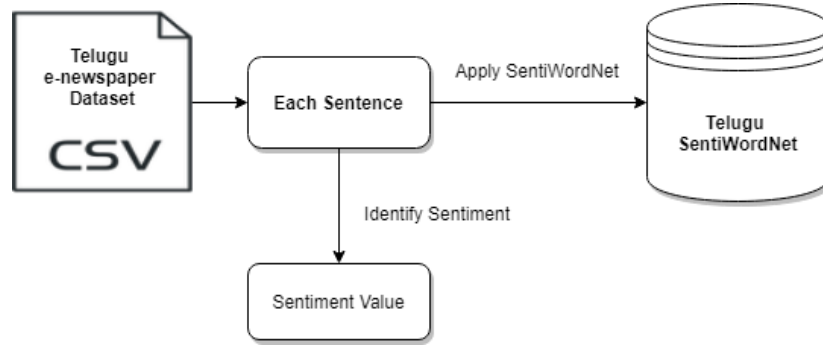 Telugu
e-newspaper
Dataset
CSV
Each Sentence
Apply SentiWordNet
Telugu
SentiWordNet
Identify Sentiment
Sentiment Value